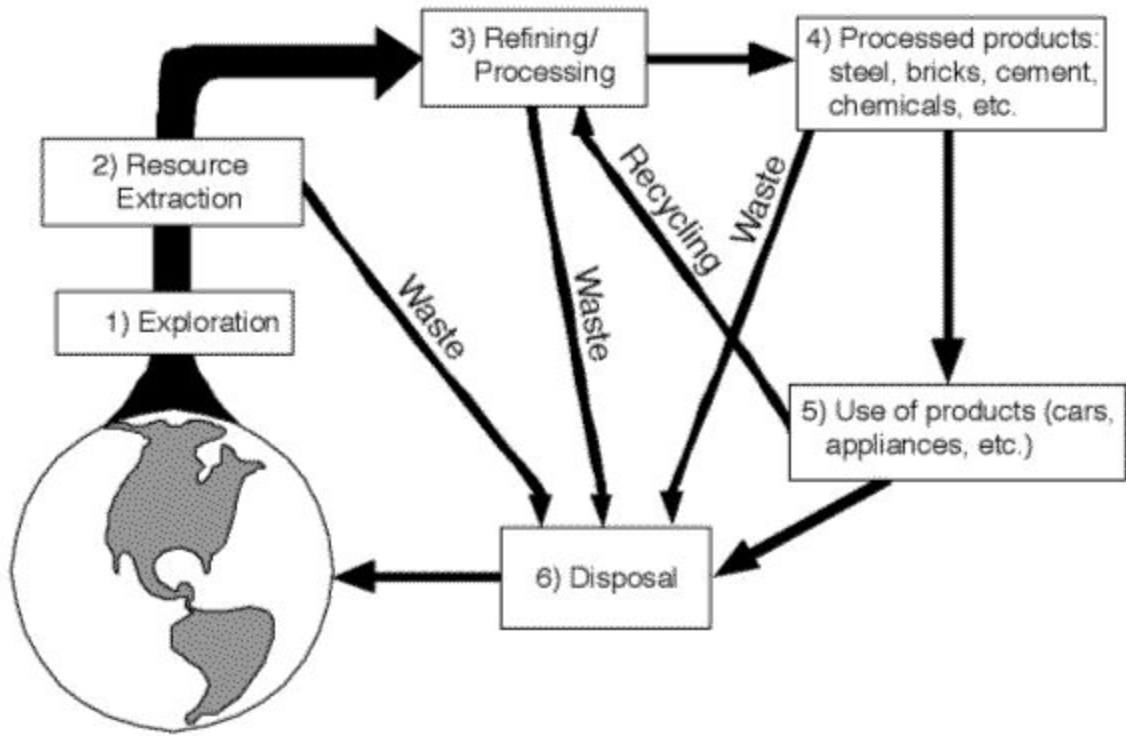 3) Refining/
Processing
4) Processed products:
steel, bricks, cement,
chemicals, etc.
2) Resource
Extraction
Recycling
Waste
Waste
Waste
1) Exploration
5) Use of products (cars,
appliances, etc.)
6) Disposal